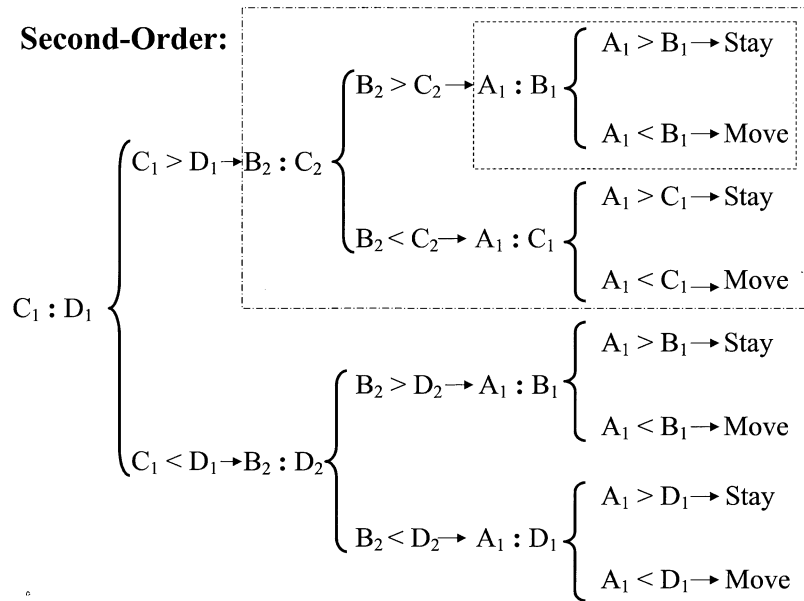 Second-Order:
A₁ > B₁ → Stay
B₂ > C₂ → A₁ : B₁
A₁ < B₁ → Move
C₁ > D₁ → B₂ : C₂
A₁ > C₁ → Stay
B₂ < C₂ → A₁ : C₁
A₁ < C₁ → Move
C₁ : D₁
A₁ > B₁ → Stay
B₂ > D₂ → A₁ : B₁
A₁ < B₁ → Move
C₁ < D₁ → B₂ : D₂
A₁ > D₁ → Stay
B₂ < D₂ → A₁ : D₁
A₁ < D₁ → Move